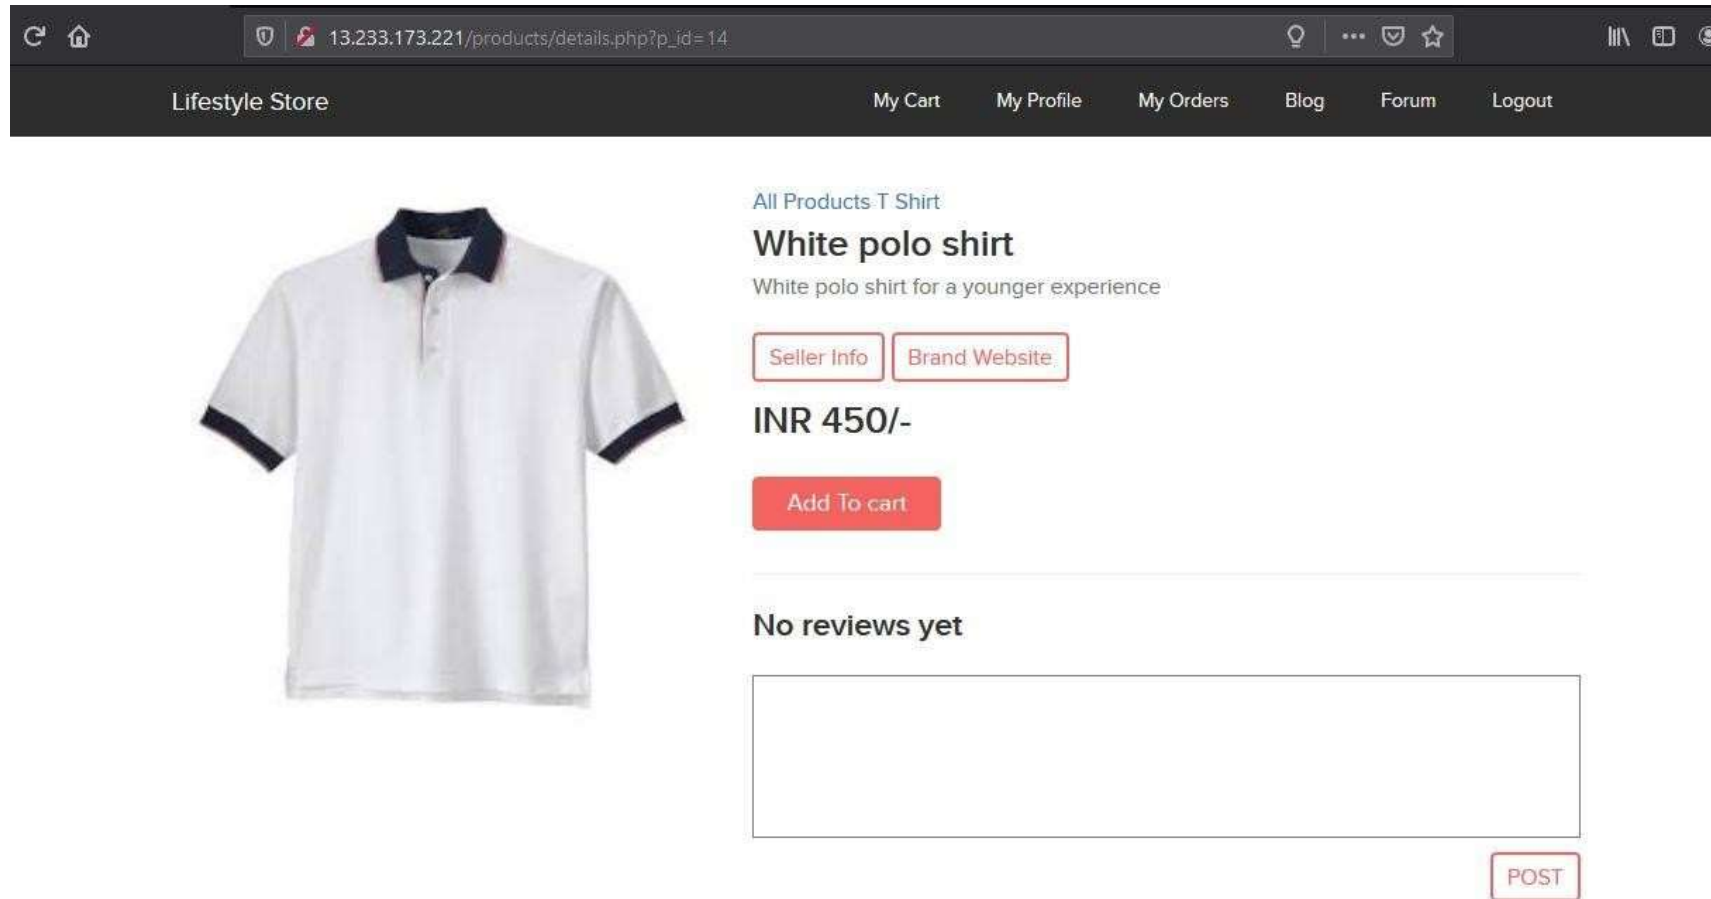 13.233.173.221/products/details.php?p_id=14
Lifestyle Store My Cart My Profile My Orders Blog Forum Logout
All Products T Shirt
White polo shirt
White polo shirt for a younger experience
Seller Info Brand Website
INR 450/-
Add To cart
No reviews yet
POST